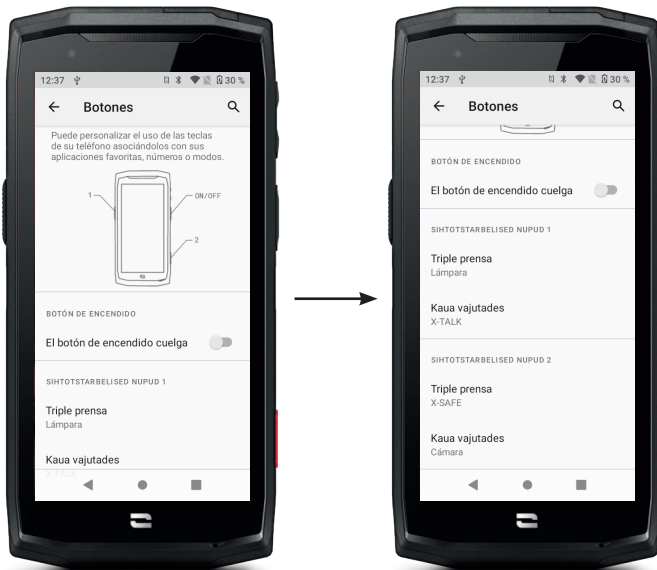 12:37 30 %
Botones
Puede personalizar el uso de las teclas
de su teléfono asociándolos con sus
aplicaciones favoritas, números o modos.
1
ON/OFF
2
BOTÓN DE ENCENDIDO
El botón de encendido cuelga
SIHTOTSTARBELISED NUPUD 1
Triple prensa
Lámpara
Kaua vajutades
X-TALK
12:37 30 %
Botones
BOTÓN DE ENCENDIDO
El botón de encendido cuelga
SIHTOTSTARBELISED NUPUD 1
Triple prensa
Lámpara
Kaua vajutades
X-TALK
SIHTOTSTARBELISED NUPUD 2
Triple prensa
X-SAFE
Kaua vajutades
Cámara